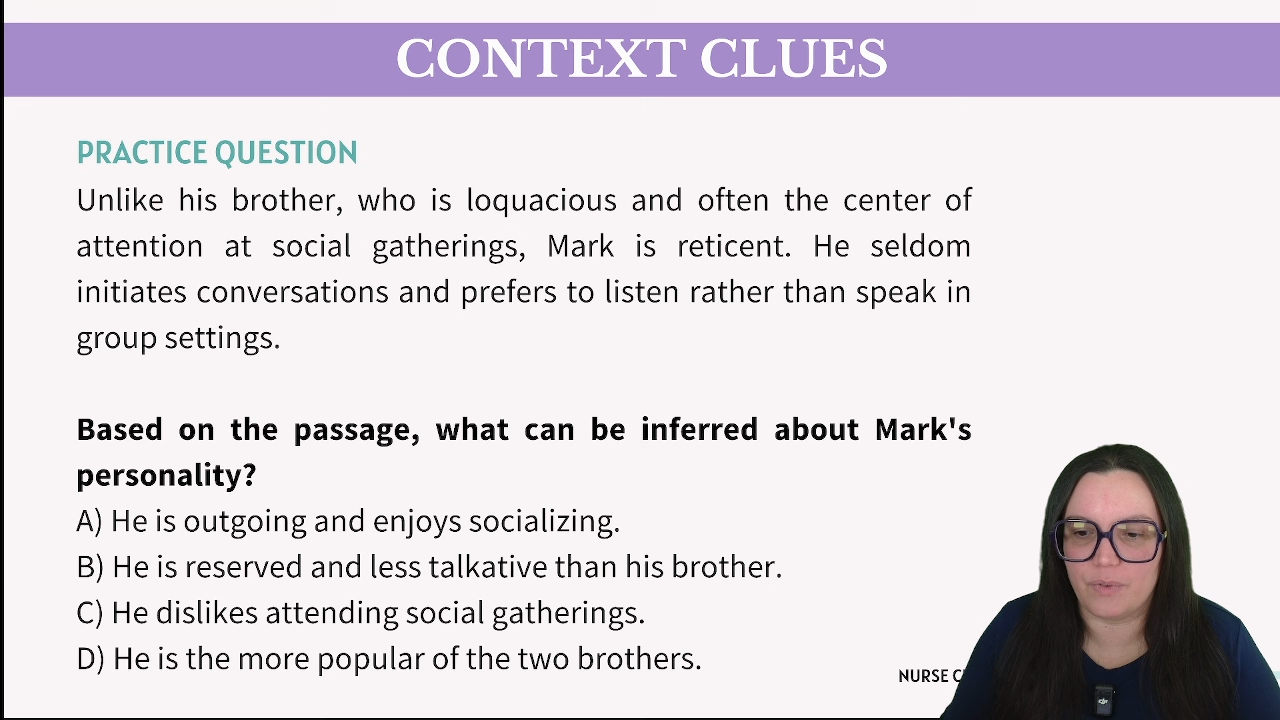 CONTEXT CLUES
PRACTICE QUESTION
Unlike his brother, who is loquacious and often the center of
attention at social gatherings, Mark is reticent. He seldom
initiates conversations and prefers to listen rather than speak in
group settings.
Based on the passage, what can be inferred about Mark's
personality?
A) He is outgoing and enjoys socializing.
B) He is reserved and less talkative than his brother.
C) He dislikes attending social gatherings.
D) He is the more popular of the two brothers.
NURSE